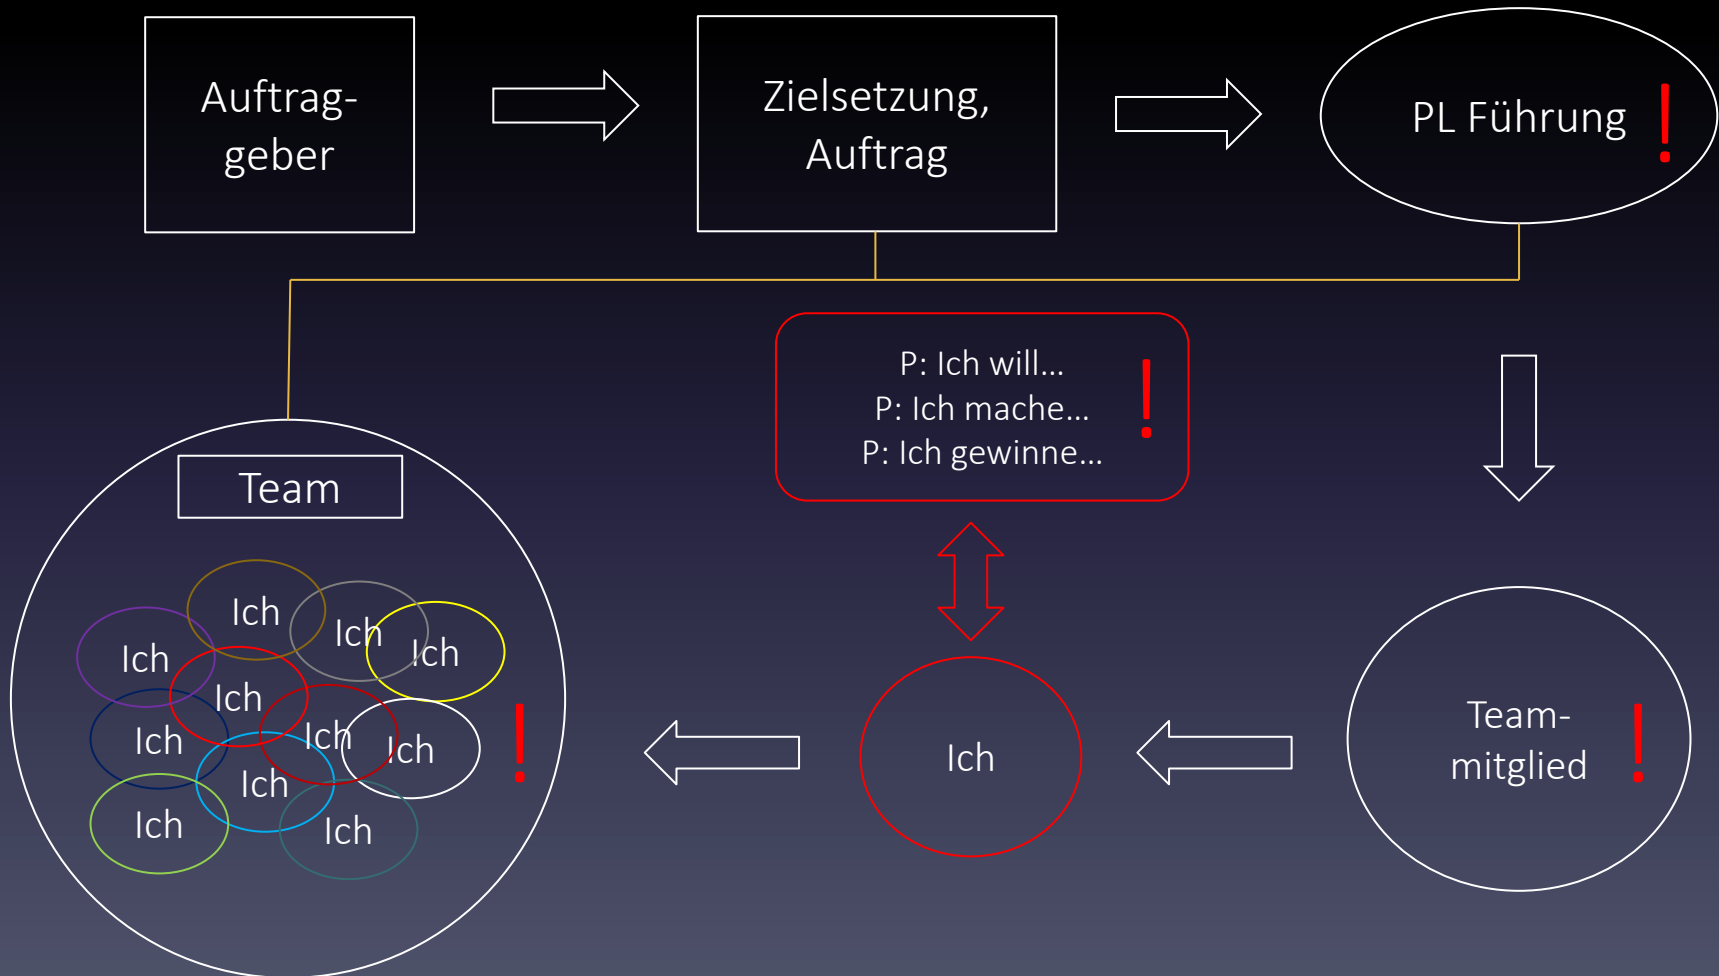 Auftrag-
geber
Zielsetzung,
Auftrag
PL Führung !
P: Ich will...
P: Ich mache...
P: Ich gewinne...
!
Team
Ich
Ich
Ich
Ich
Ich
Ich
Ich
Ich
Ich
Ich
Ich
!
Ich
Team-
mitglied
!